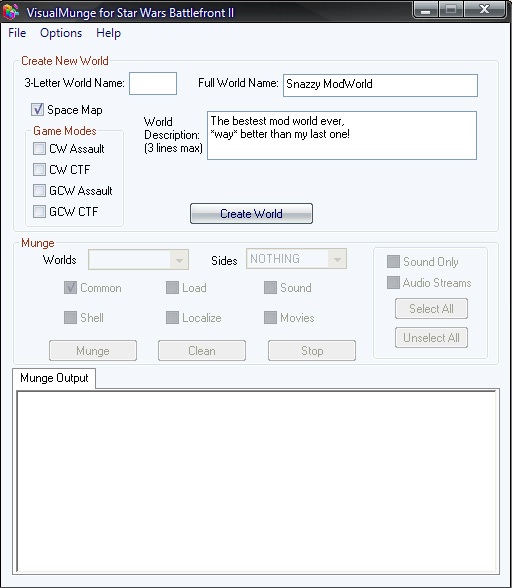 VisualMunge for Star Wars Battlefront II
File Options Help
Create New World
3-Letter World Name: Full World Name: Snazzy ModWorld
Space Map
Game Modes
CW Assault
CW CTF
GCW Assault
GCW CTF
World
Description:
(3 lines max)
The bestest mod world ever,
*way* better than my last one!
Create World
Munge
Worlds Sides NOTHING
Common Load Sound
Shell Localize Movies
Munge Clean Stop
Sound Only
Audio Streams
Select All
Unselect All
Munge Output